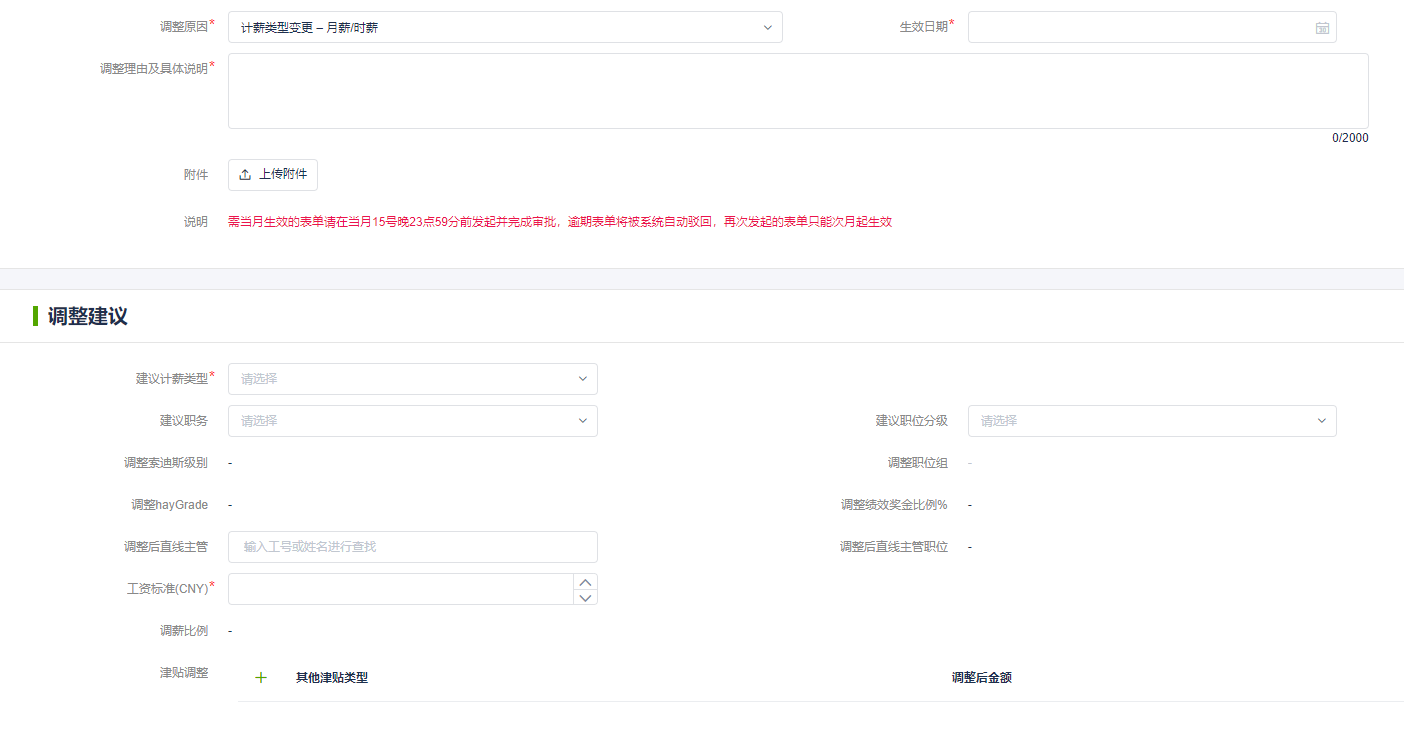 调整原因* 计薪类型变更 – 月薪/时薪 生效日期*
调整理由及具体说明*
0/2000
附件 上传附件
说明 需当月生效的表单请在当月15号晚23点59分前发起并完成审批，逾期表单将被系统自动驳回，再次发起的表单只能次月起生效
调整建议
建议计薪类型* 请选择
建议职务 请选择 建议职位分级 请选择
调整索迪斯级别 - 调整职位组 -
调整hayGrade - 调整绩效奖金比例% -
调整后直线主管 输入工号或姓名进行查找 调整后直线主管职位 -
工资标准(CNY)*
调薪比例 -
津贴调整 + 其他津贴类型 调整后金额